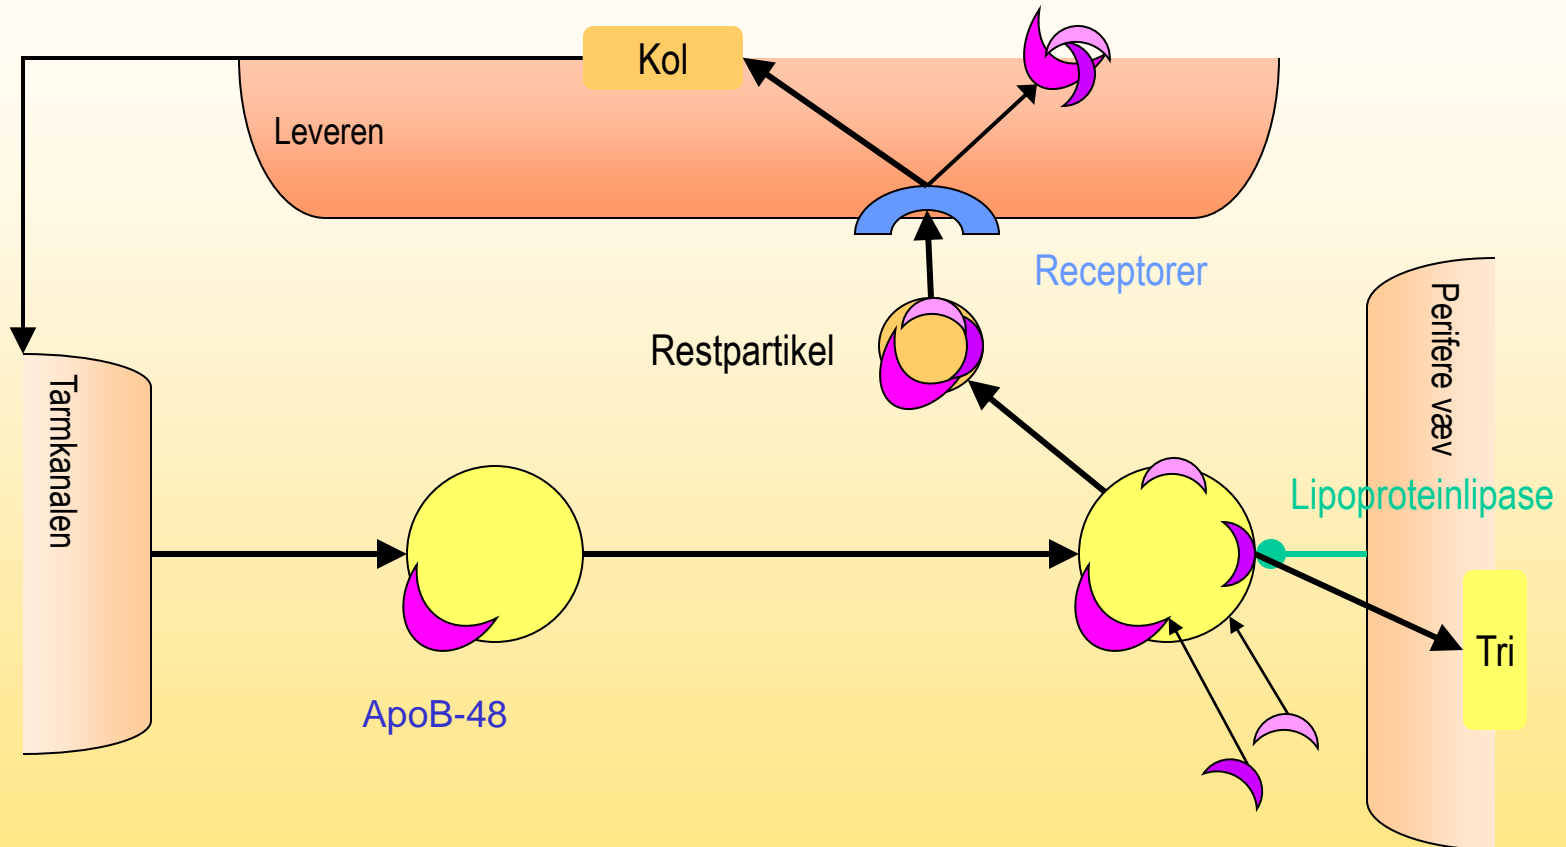 Kol
Leveren
Receptorer
Restpartikel
Perifere væv
Tarmkanalen
Lipoproteinlipase
Tri
ApoB-48